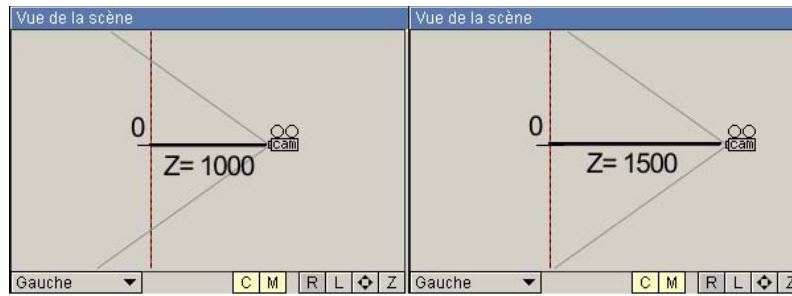 Vue de la scène
0
cam
Z= 1000
Gauche C M R L Z
Vue de la scène
0
cam
Z= 1500
Gauche C M R L Z